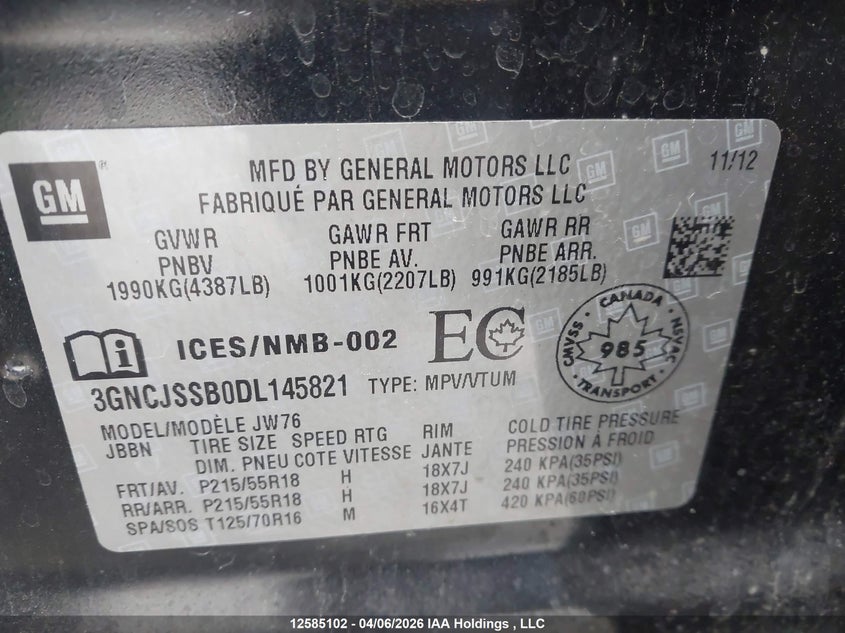 GM
MFD BY GENERAL MOTORS LLC
11/12
FABRIQUÉ PAR GENERAL MOTORS LLC
GVWR GAWR FRT GAWR RR
PNBV PNBE AV. PNBE ARR.
1990KG(4387LB) 1001KG(2207LB) 991KG(2185LB)
ICES/NMB-002 EC
CANADA
CMVSS 985 NSVAC
TRANSPORT
3GNCJSSB0DL145821 TYPE: MPV/VTUM
MODEL/MODÈLE JW76
JBBN TIRE SIZE SPEED RTG RIM COLD TIRE PRESSURE
DIM. PNEU COTE VITESSE JANTE PRESSION À FROID
FRT/AV. P215/55R18 H 18X7J 240 KPA(35PSI)
RR/ARR. P215/55R18 H 18X7J 240 KPA(35PSI)
SPA/SOS T125/70R16 M 16X4T 420 KPA(60PSI)
12585102 - 04/06/2026 IAA Holdings , LLC